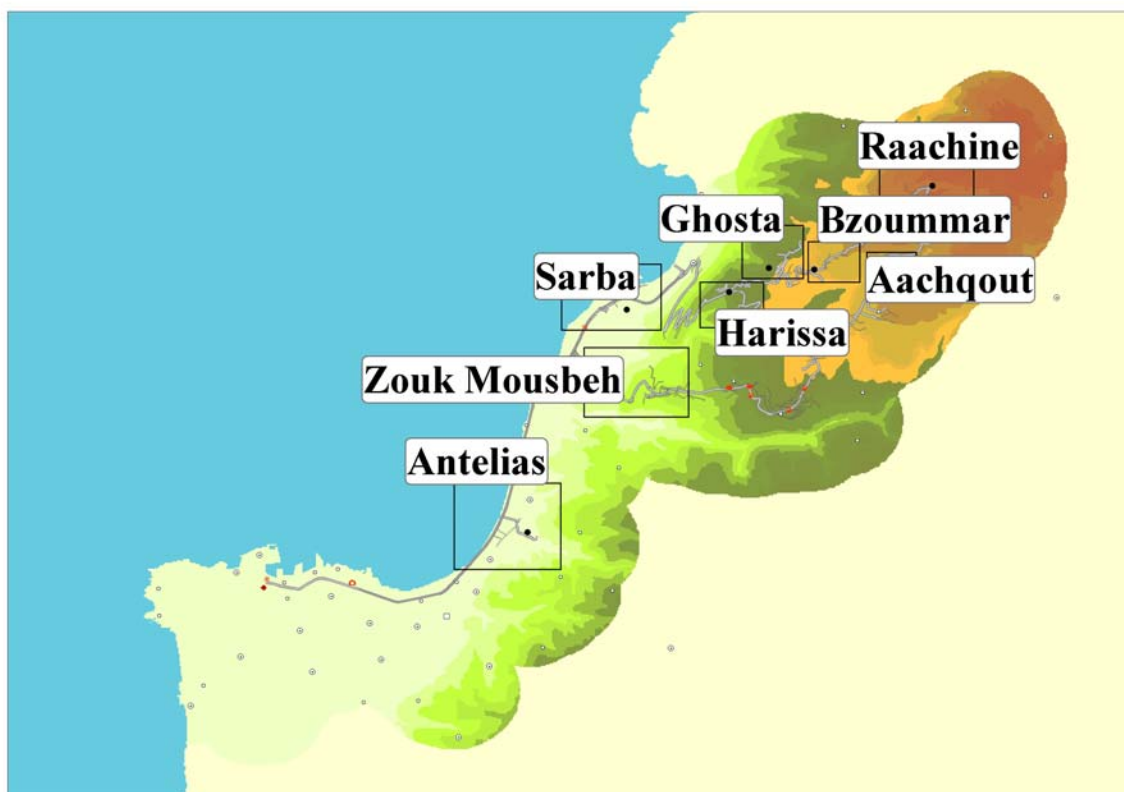 Raachine
Ghosta
Bzoummar
Sarba
Aachqout
Harissa
Zouk Mousbeh
Antelias